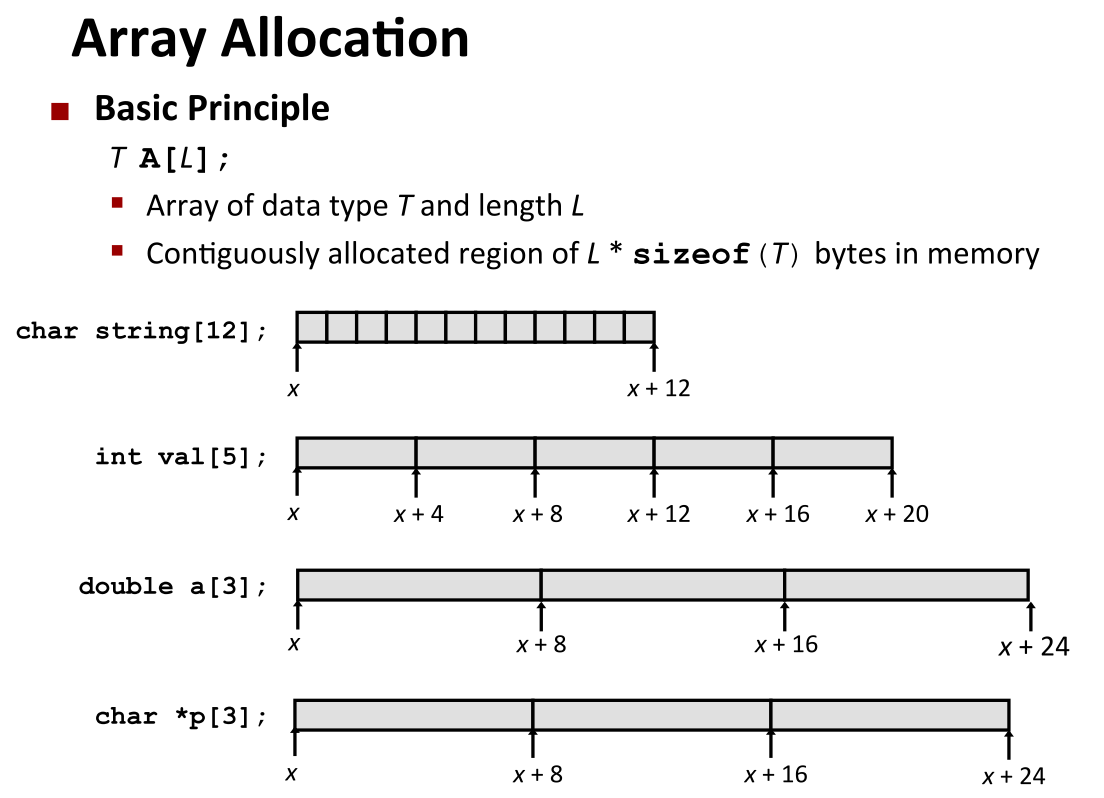 Array Allocation
Basic Principle
T A[L];
Array of data type T and length L
Contiguously allocated region of L * sizeof(T) bytes in memory
char string[12];
x x + 12
int val[5];
x x + 4 x + 8 x + 12 x + 16 x + 20
double a[3];
x x + 8 x + 16 x + 24
char *p[3];
x x + 8 x + 16 x + 24